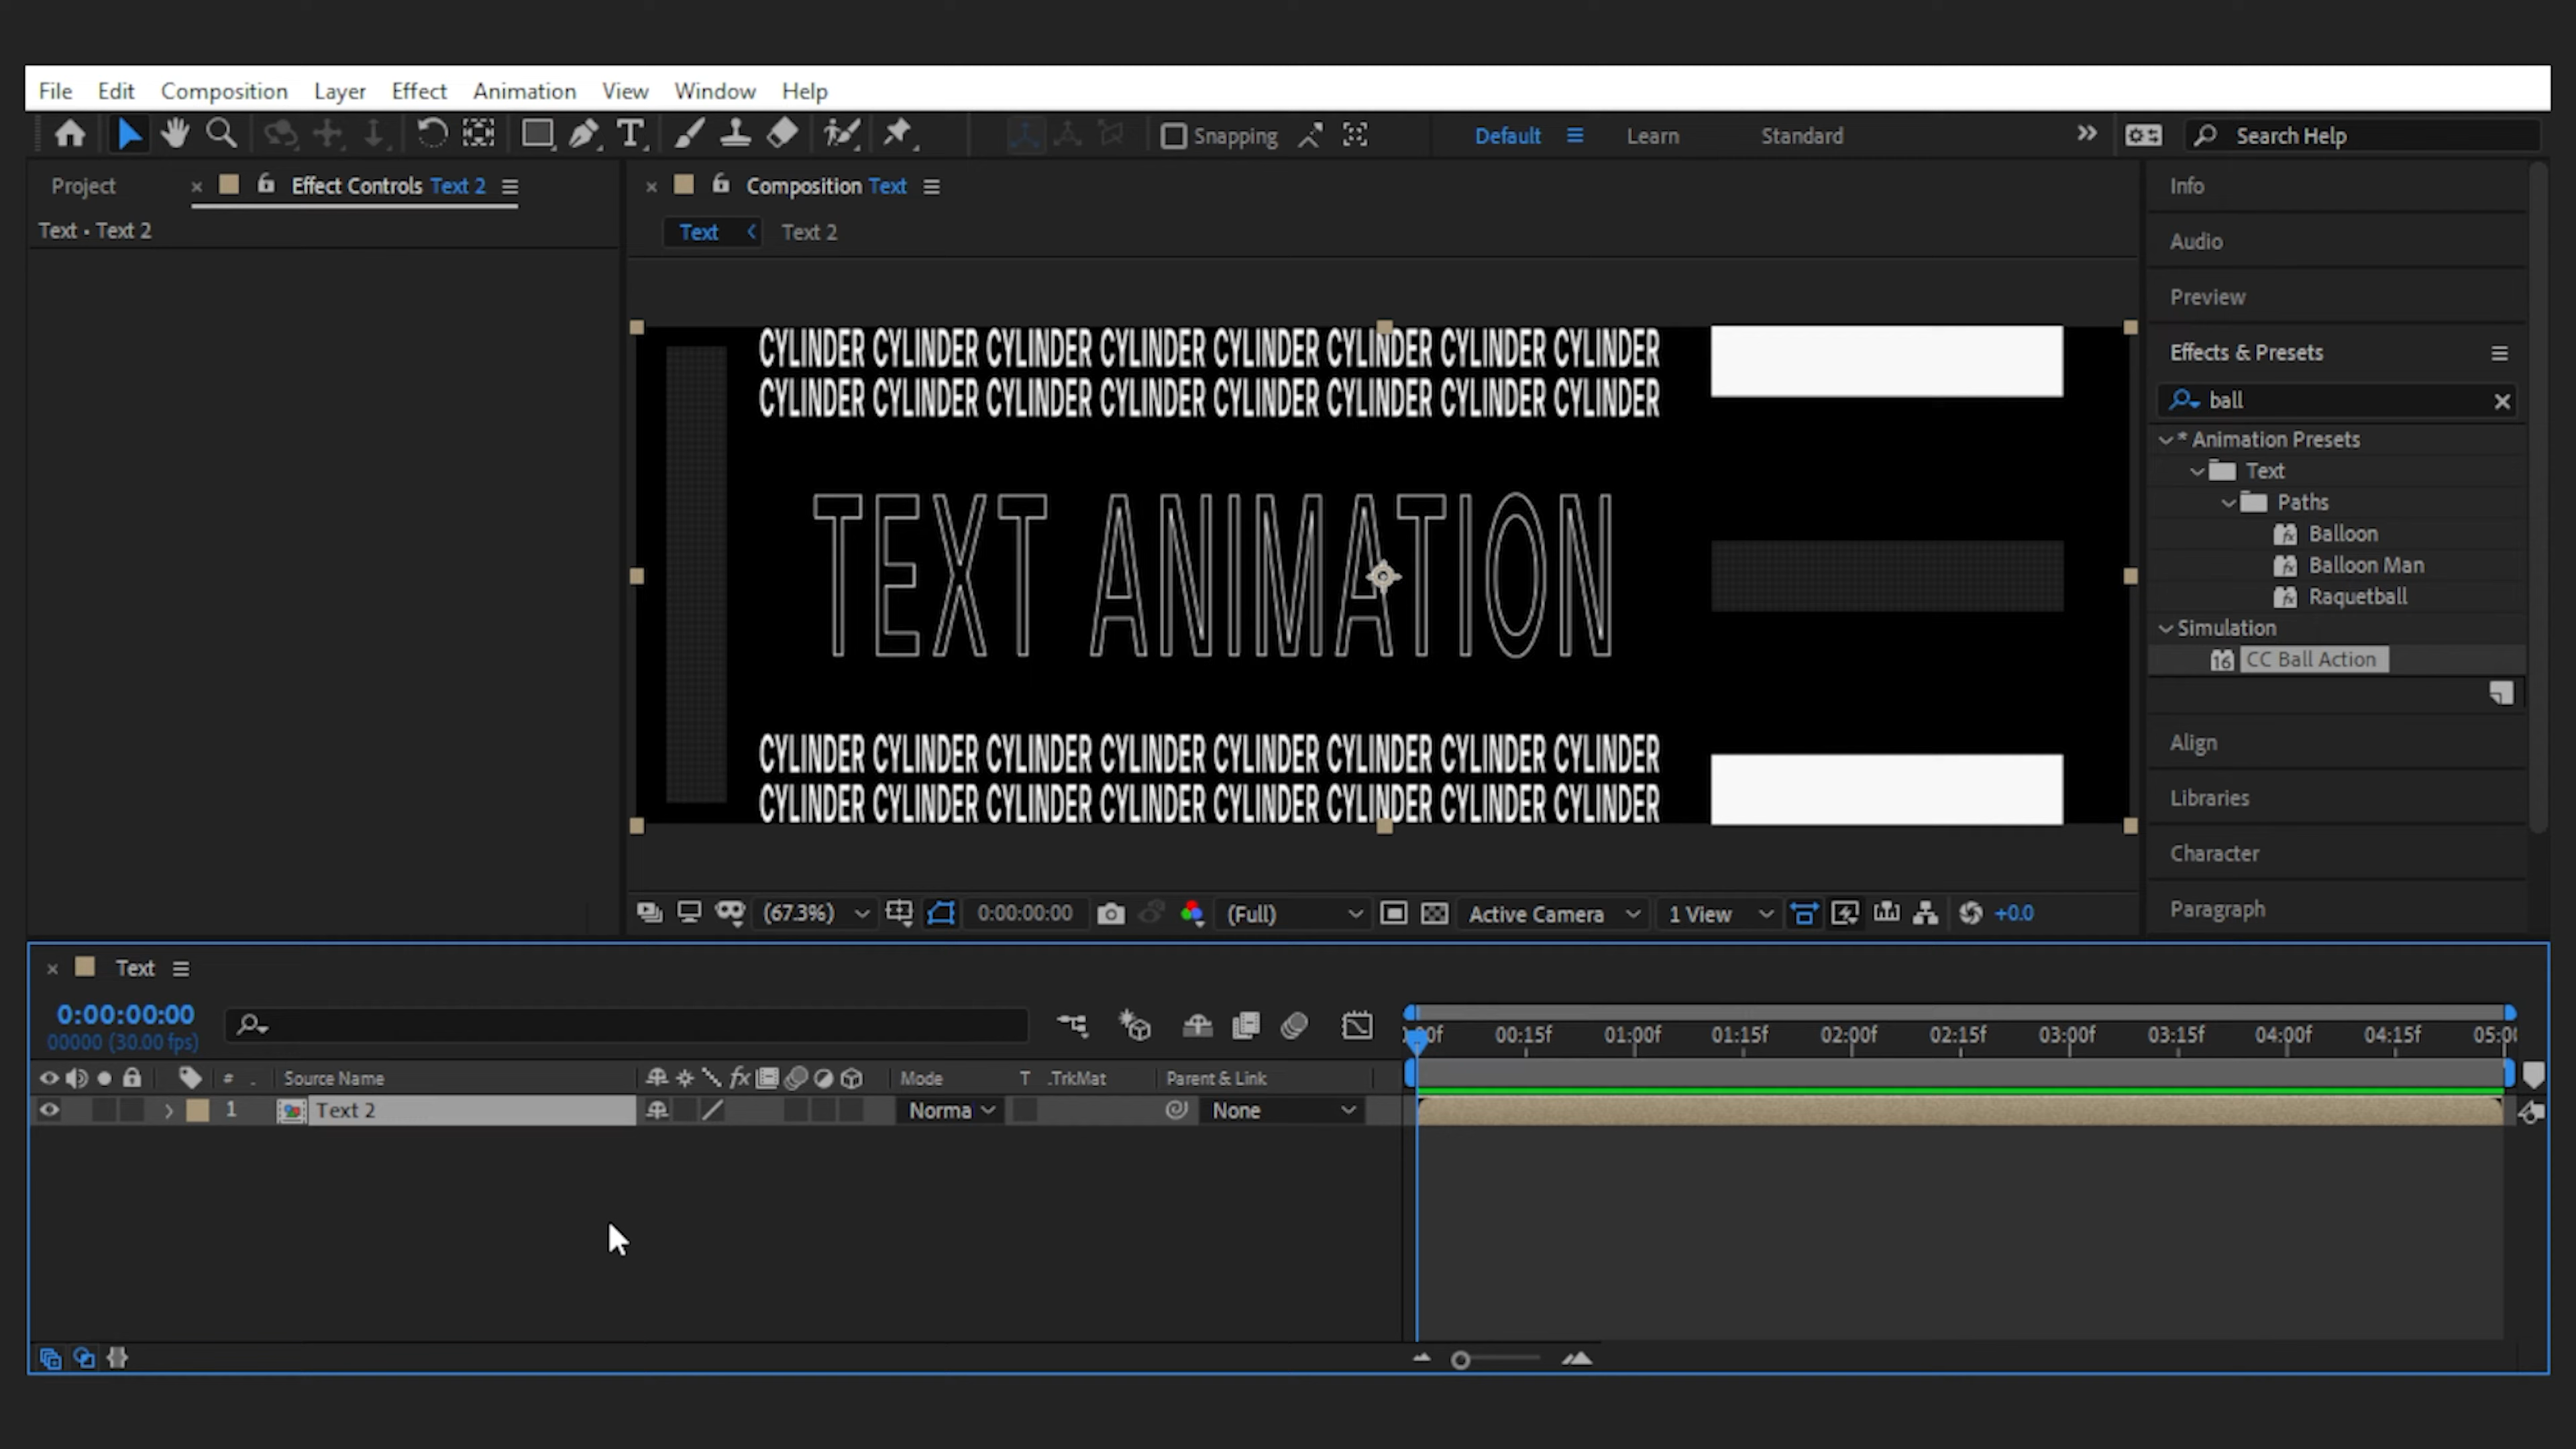 File Edit Composition Layer Effect Animation View Window Help
Snapping Default Learn Standard Search Help
Project Effect Controls Text 2
Text • Text 2
Composition Text
Text Text 2
CYLINDER CYLINDER CYLINDER CYLINDER CYLINDER CYLINDER CYLINDER CYLINDER
CYLINDER CYLINDER CYLINDER CYLINDER CYLINDER CYLINDER CYLINDER CYLINDER
TEXT ANIMATION
CYLINDER CYLINDER CYLINDER CYLINDER CYLINDER CYLINDER CYLINDER CYLINDER
CYLINDER CYLINDER CYLINDER CYLINDER CYLINDER CYLINDER CYLINDER CYLINDER
(67.3%) 0:00:00:00 (Full) Active Camera 1 View +0.0
Info
Audio
Preview
Effects & Presets
ball
* Animation Presets
Text
Paths
Balloon
Balloon Man
Raquetball
Simulation
16 CC Ball Action
Align
Libraries
Character
Paragraph
Text
0:00:00:00
00000 (30.00 fps)
:00f 00:15f 01:00f 01:15f 02:00f 02:15f 03:00f 03:15f 04:00f 04:15f 05:0
# . Source Name fx Mode T .TrkMat Parent & Link
1 Text 2 Norma None